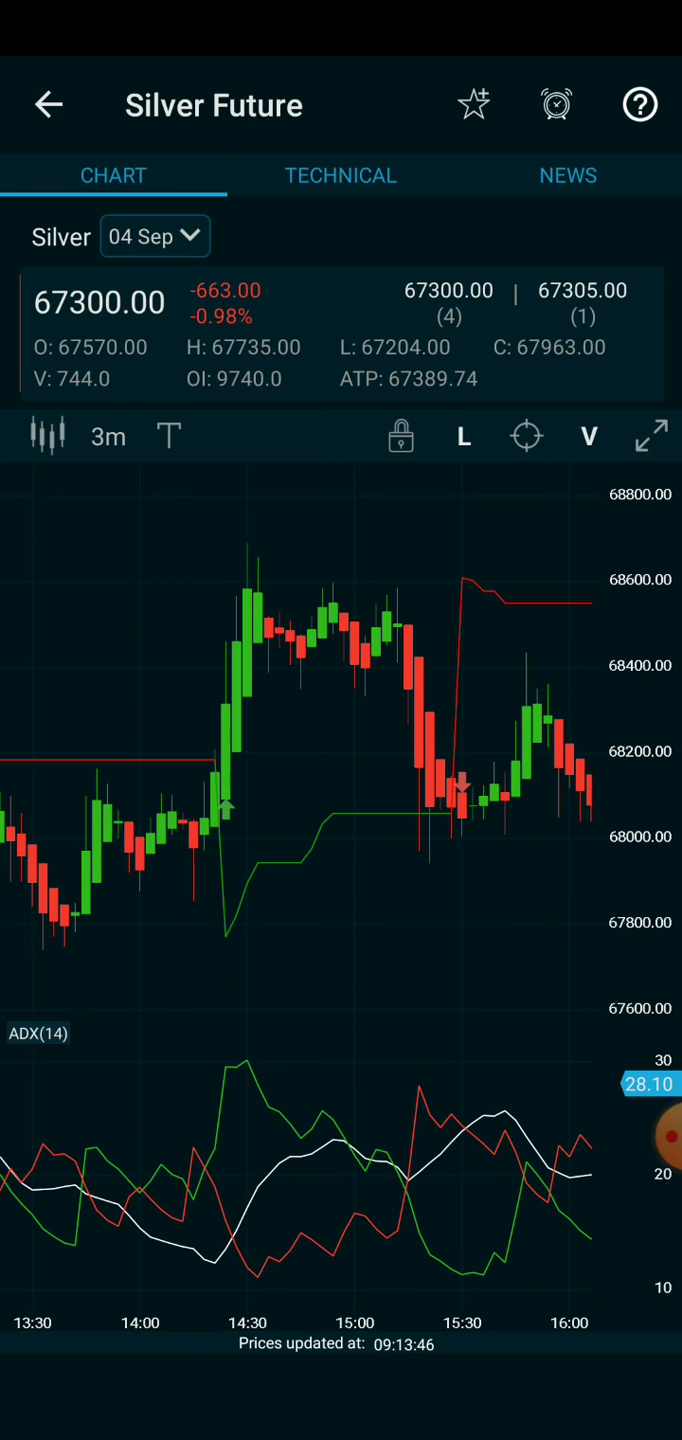 Silver Future
CHART TECHNICAL NEWS
Silver 04 Sep
67300.00 -663.00 -0.98% 67300.00 (4) | 67305.00 (1)
O: 67570.00 H: 67735.00 L: 67204.00 C: 67963.00
V: 744.0 OI: 9740.0 ATP: 67389.74
3m T L V
68800.00
68600.00
68400.00
68200.00
68000.00
67800.00
67600.00
ADX(14)
30
28.10
20
10
13:30 14:00 14:30 15:00 15:30 16:00
Prices updated at: 09:13:46